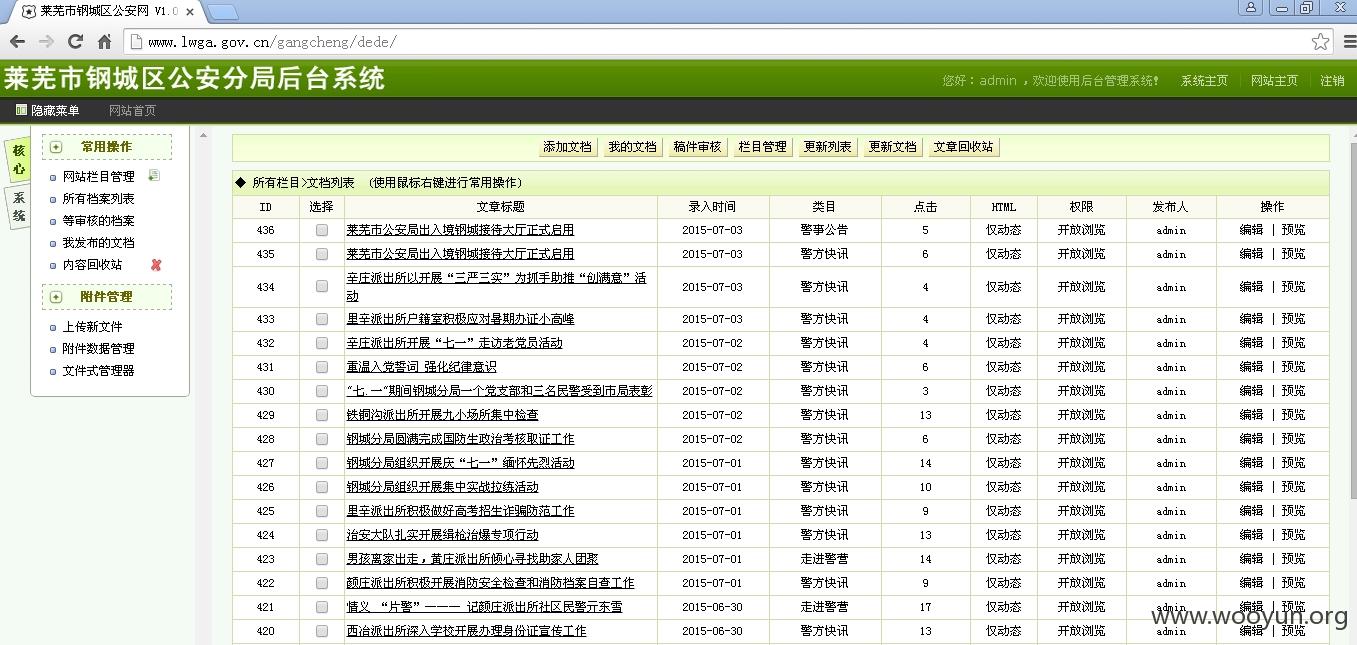 莱芜市钢城区公安网 V1.0
www.lwga.gov.cn/gangcheng/dede/
莱芜市钢城区公安分局后台系统
您好：admin ，欢迎使用后台管理系统！ 系统主页 网站主页 注销
隐藏菜单 网站首页
核心
系统
常用操作
网站栏目管理
所有档案列表
等审核的档案
我发布的文档
内容回收站
附件管理
上传新文件
附件数据管理
文件式管理器
添加文档 我的文档 稿件审核 栏目管理 更新列表 更新文档 文章回收站
◆ 所有栏目>文档列表 （使用鼠标右键进行常用操作）
ID 选择 文章标题 录入时间 类目 点击 HTML 权限 发布人 操作
436 莱芜市公安局出入境钢城接待大厅正式启用 2015-07-03 警事公告 5 仅动态 开放浏览 admin 编辑 | 预览
435 莱芜市公安局出入境钢城接待大厅正式启用 2015-07-03 警方快讯 6 仅动态 开放浏览 admin 编辑 | 预览
434 辛庄派出所以开展“三严三实”为抓手助推“创满意”活
动 2015-07-03 警方快讯 4 仅动态 开放浏览 admin 编辑 | 预览
433 里辛派出所户籍室积极应对暑期办证小高峰 2015-07-03 警方快讯 4 仅动态 开放浏览 admin 编辑 | 预览
432 辛庄派出所开展“七一”走访老党员活动 2015-07-02 警方快讯 4 仅动态 开放浏览 admin 编辑 | 预览
431 重温入党誓词 强化纪律意识 2015-07-02 警方快讯 6 仅动态 开放浏览 admin 编辑 | 预览
430 “七.一”期间钢城分局一个党支部和三名民警受到市局表彰 2015-07-02 警方快讯 3 仅动态 开放浏览 admin 编辑 | 预览
429 铁铜沟派出所开展九小场所集中检查 2015-07-02 警方快讯 13 仅动态 开放浏览 admin 编辑 | 预览
428 钢城分局圆满完成国防生政治考核取证工作 2015-07-02 警方快讯 6 仅动态 开放浏览 admin 编辑 | 预览
427 钢城分局组织开展庆“七一”缅怀先烈活动 2015-07-01 警方快讯 14 仅动态 开放浏览 admin 编辑 | 预览
426 钢城分局组织开展集中实战拉练活动 2015-07-01 警方快讯 10 仅动态 开放浏览 admin 编辑 | 预览
425 里辛派出所积极做好高考招生诈骗防范工作 2015-07-01 警方快讯 9 仅动态 开放浏览 admin 编辑 | 预览
424 治安大队扎实开展缉枪治爆专项行动 2015-07-01 警方快讯 13 仅动态 开放浏览 admin 编辑 | 预览
423 男孩离家出走，黄庄派出所倾心寻找助家人团聚 2015-07-01 走进警营 14 仅动态 开放浏览 admin 编辑 | 预览
422 颜庄派出所积极开展消防安全检查和消防档案自查工作 2015-07-01 警方快讯 9 仅动态 开放浏览 admin 编辑 | 预览
421 情义 “片警”——— 记颜庄派出所社区民警亓东雪 2015-06-30 走进警营 17 仅动态 开放浏览 admin 编辑 | 预览
420 西冶派出所深入学校开展办理身份证宣传工作 2015-06-30 警方快讯 13 仅动态 开放浏览 admin 编辑 | 预览
www.wooyun.org